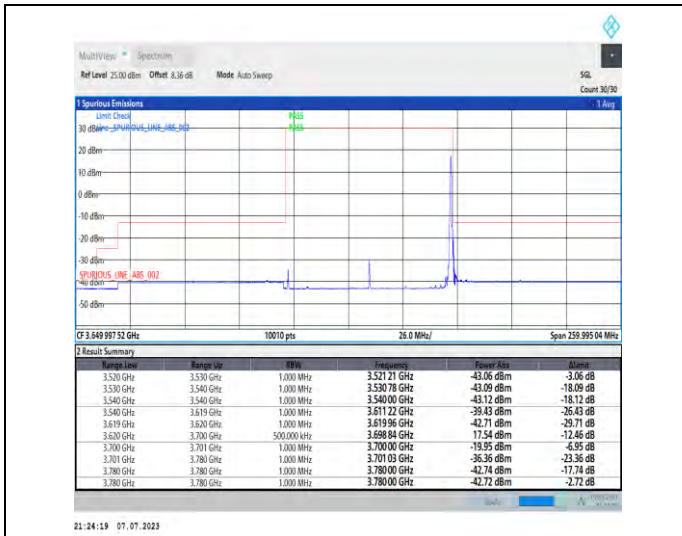 MultiView Spectrum
Ref Level 25.00 dBm Offset 8.36 dB Mode Auto Sweep SGL
Count 30/30
1 Spurious Emissions 1 Avg
Limit Check PASS
30 dBm Line _SPURIOUS_LINE_ABS_002 PASS
20 dBm
10 dBm
0 dBm
-10 dBm
-20 dBm
-30 dBm
_SPURIOUS_LINE_ABS_002
-40 dBm
-50 dBm
CF 3.649 997 52 GHz 10010 pts 26.0 MHz/ Span 259.995 04 MHz
2 Result Summary
Range Low Range Up RBW Frequency Power Abs ΔLimit
3.520 GHz 3.530 GHz 1.000 MHz 3.521 21 GHz -43.06 dBm -3.06 dB
3.530 GHz 3.540 GHz 1.000 MHz 3.530 78 GHz -43.09 dBm -18.09 dB
3.540 GHz 3.540 GHz 1.000 MHz 3.540 00 GHz -43.12 dBm -18.12 dB
3.540 GHz 3.619 GHz 1.000 MHz 3.611 22 GHz -39.43 dBm -26.43 dB
3.619 GHz 3.620 GHz 1.000 MHz 3.619 96 GHz -42.71 dBm -29.71 dB
3.620 GHz 3.700 GHz 500.000 kHz 3.698 84 GHz 17.54 dBm -12.46 dB
3.700 GHz 3.701 GHz 1.000 MHz 3.700 00 GHz -19.95 dBm -6.95 dB
3.701 GHz 3.780 GHz 1.000 MHz 3.701 03 GHz -36.36 dBm -23.36 dB
3.780 GHz 3.780 GHz 1.000 MHz 3.780 00 GHz -42.74 dBm -17.74 dB
3.780 GHz 3.780 GHz 1.000 MHz 3.780 00 GHz -42.72 dBm -2.72 dB
21:24:19 07.07.2023